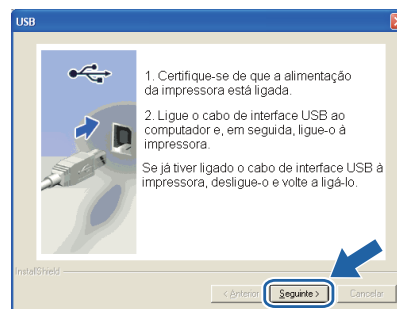 USB
1. Certifique-se de que a alimentação
da impressora está ligada.
2. Ligue o cabo de interface USB ao
computador e, em seguida, ligue-o à
impressora.
Se já tiver ligado o cabo de interface USB à
impressora, desligue-o e volte a ligá-lo.
InstallShield
< Anterior
Seguinte >
Cancelar